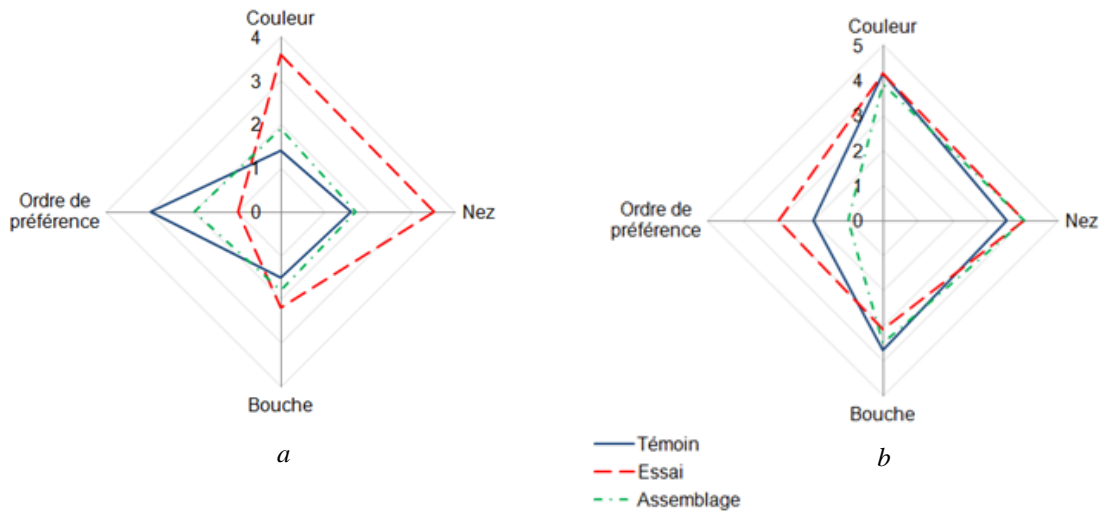 Couleur
4
3
2
1
0
Ordre de
préférence
Nez
Bouche
a
Couleur
5
4
3
2
1
0
Ordre de
préférence
Nez
Bouche
b
Témoin
Essai
Assemblage